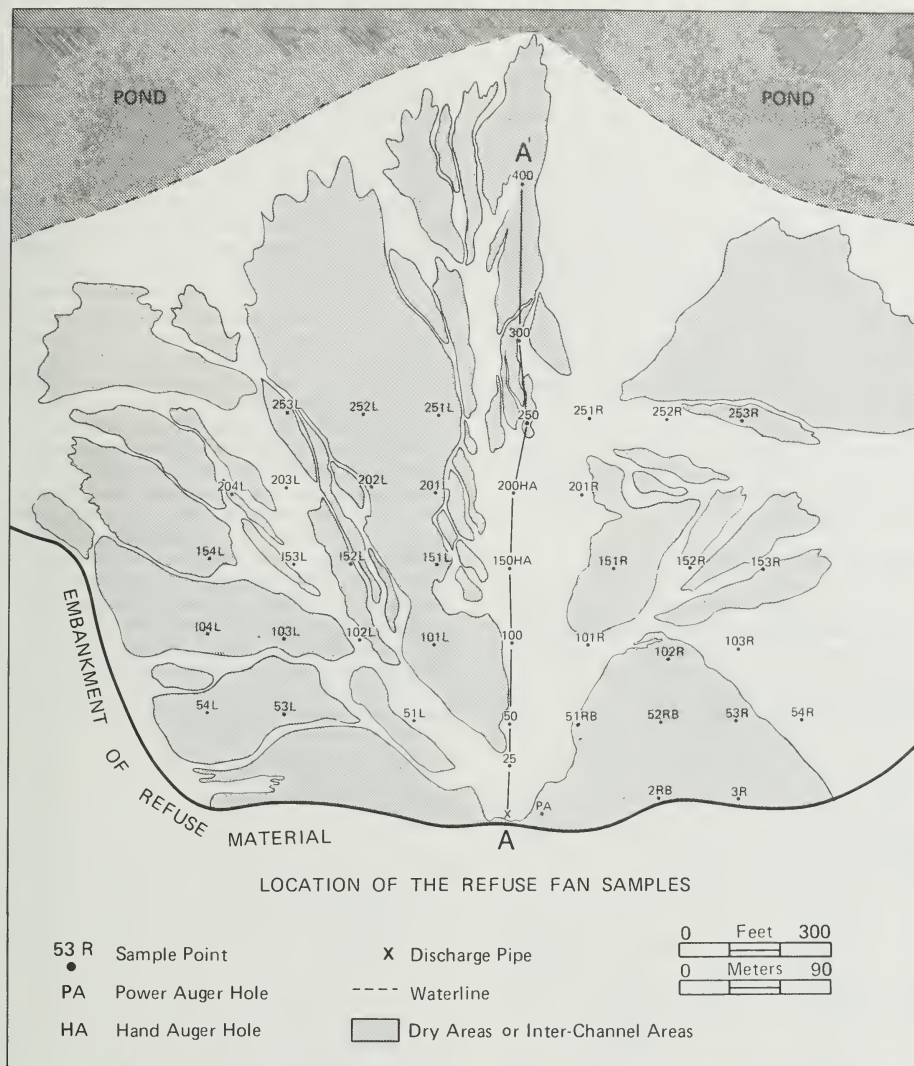 POND
POND
A'
400
300
253L
252L
251L
250
251R
252R
253R
204L
203L
202L
201L
200HA
201R
154L
153L
152L
151L
150HA
151R
152R
153R
104L
103L
102L
101L
100
101R
102R
103R
54L
53L
51L
50
51RB
52RB
53R
54R
25
PA
2RB
3R
X
EMBANKMENT OF REFUSE MATERIAL
A
LOCATION OF THE REFUSE FAN SAMPLES
53 R Sample Point
PA Power Auger Hole
HA Hand Auger Hole
X Discharge Pipe
---- Waterline
Dry Areas or Inter-Channel Areas
0 Feet 300
0 Meters 90